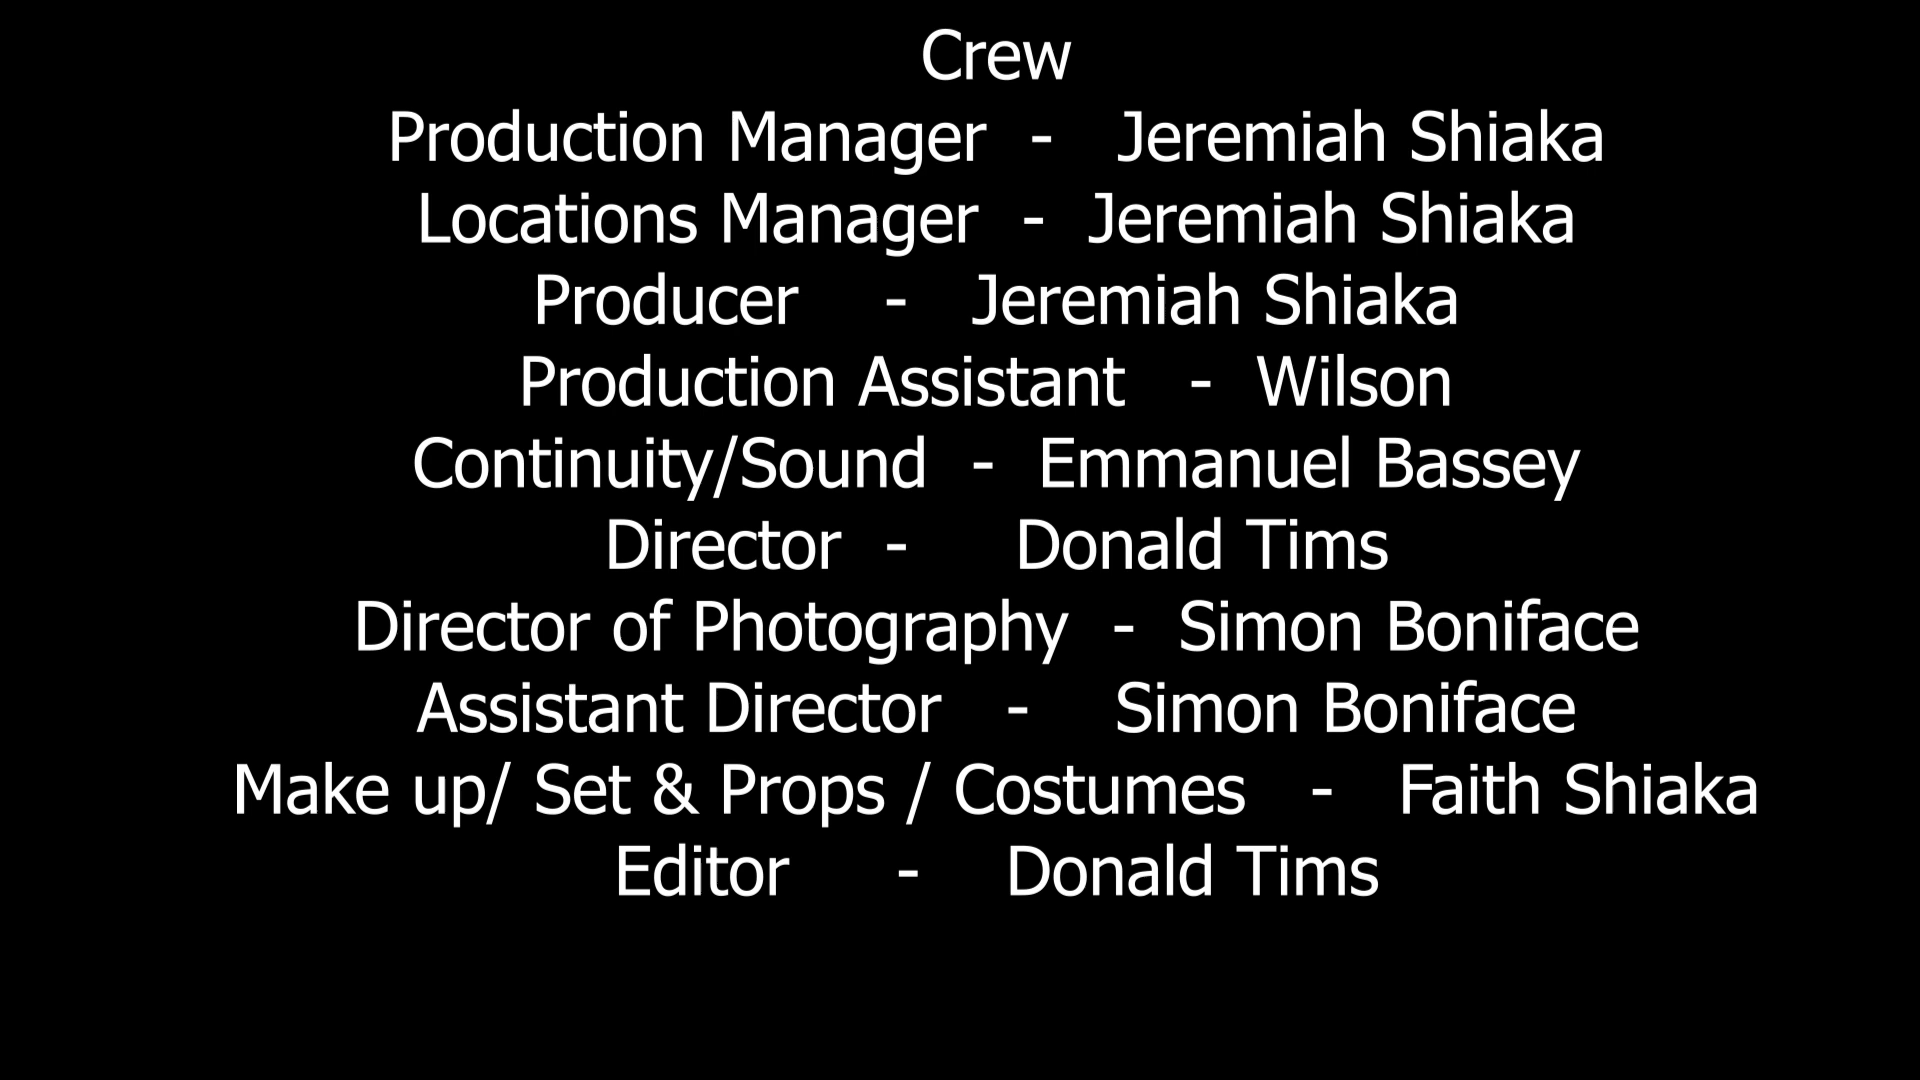 Crew
Production Manager  -   Jeremiah Shiaka
Locations Manager  -  Jeremiah Shiaka
Producer    -   Jeremiah Shiaka
Production Assistant   -  Wilson
Continuity/Sound  -  Emmanuel Bassey
Director  -     Donald Tims
Director of Photography  -  Simon Boniface
Assistant Director   -    Simon Boniface
Make up/ Set & Props / Costumes   -   Faith Shiaka
Editor     -    Donald Tims